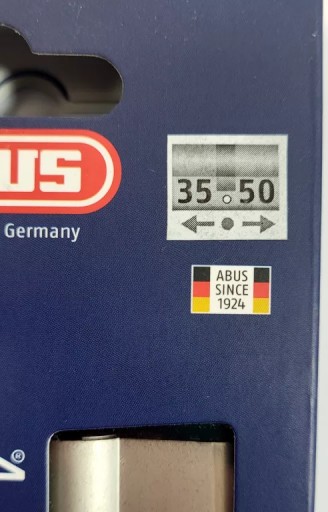 US
Germany
35 50
ABUS
SINCE
1924
®